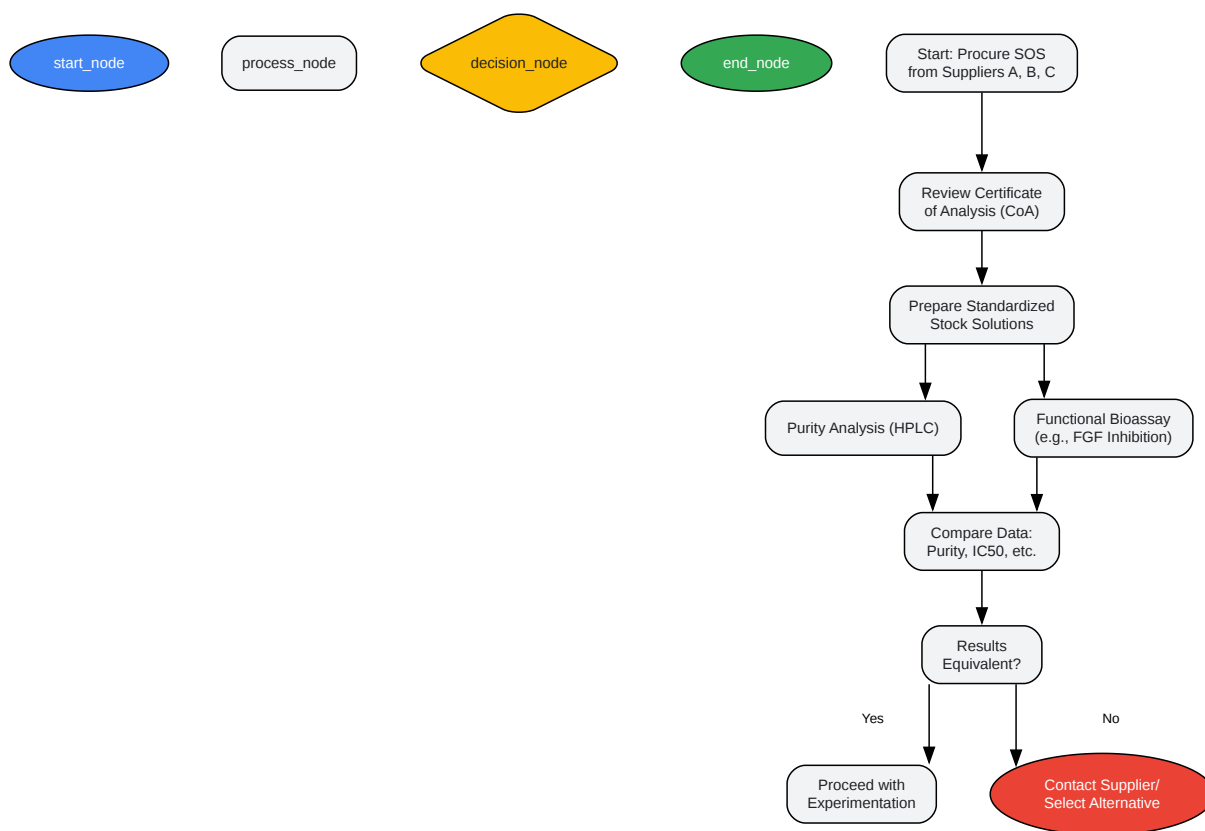 start_node
process_node
decision_node
end_node
Start: Procure SOS
from Suppliers A, B, C
Review Certificate
of Analysis (CoA)
Prepare Standardized
Stock Solutions
Purity Analysis (HPLC)
Functional Bioassay
(e.g., FGF Inhibition)
Compare Data:
Purity, IC50, etc.
Results
Equivalent?
Yes
No
Proceed with
Experimentation
Contact Supplier/
Select Alternative